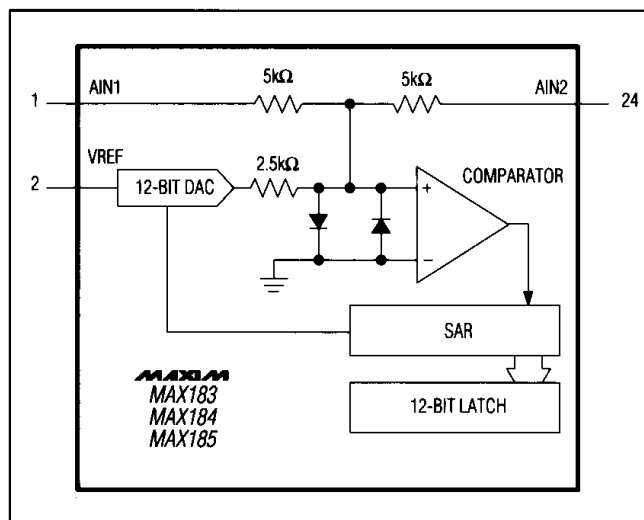 5kΩ 5kΩ
1 AIN1 AIN2 24
VREF 2.5kΩ
2 12-BIT DAC + COMPARATOR
−
SAR
MAXIM
MAX183
MAX184
MAX185
12-BIT LATCH